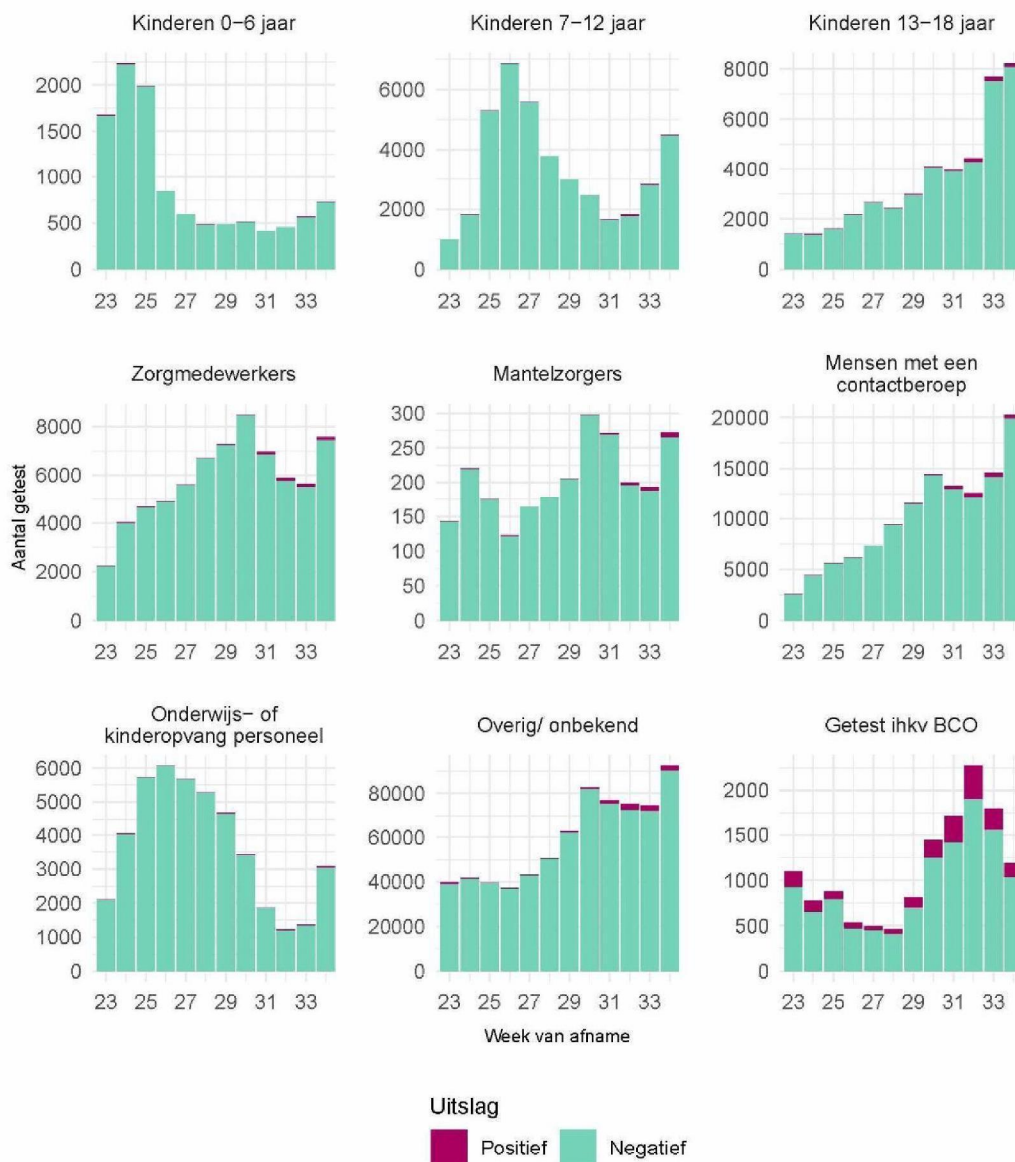 Kinderen 0−6 jaar
Kinderen 7−12 jaar
Kinderen 13−18 jaar
2000
1500
1000
500
0
23 25 27 29 31 33
6000
4000
2000
0
23 25 27 29 31 33
8000
6000
4000
2000
0
23 25 27 29 31 33
Aantal getest
Zorgmedewerkers
Mantelzorgers
Mensen met een
contactberoep
8000
6000
4000
2000
0
23 25 27 29 31 33
300
250
200
150
100
50
0
23 25 27 29 31 33
20000
15000
10000
5000
0
23 25 27 29 31 33
Onderwijs− of
kinderopvang personeel
Overig/ onbekend
Getest ihkv BCO
6000
5000
4000
3000
2000
1000
0
23 25 27 29 31 33
80000
60000
40000
20000
0
23 25 27 29 31 33
2000
1500
1000
500
0
23 25 27 29 31 33
Week van afname
Uitslag
Positief
Negatief